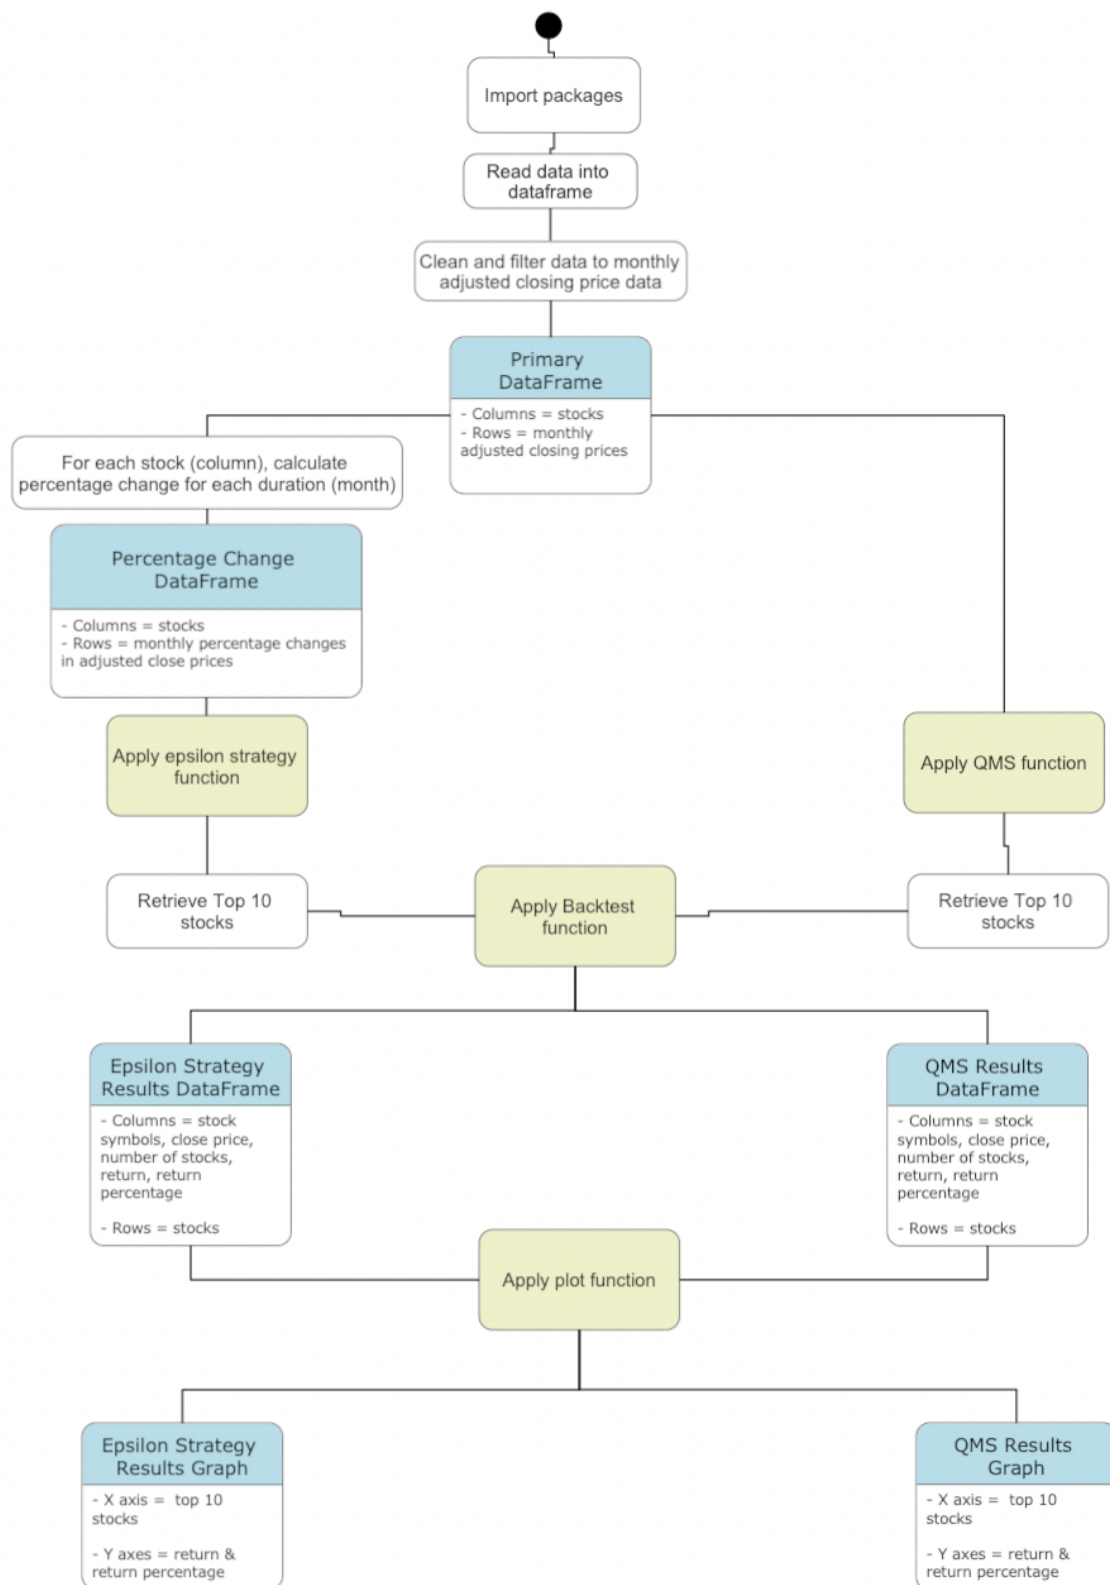 Import packages
Read data into
dataframe
Clean and filter data to monthly
adjusted closing price data
Primary
DataFrame
- Columns = stocks
- Rows = monthly
adjusted closing prices
For each stock (column), calculate
percentage change for each duration (month)
Percentage Change
DataFrame
- Columns = stocks
- Rows = monthly percentage changes
in adjusted close prices
Apply epsilon strategy
function
Apply QMS function
Retrieve Top 10
stocks
Apply Backtest
function
Retrieve Top 10
stocks
Epsilon Strategy
Results DataFrame
- Columns = stock
symbols, close price,
number of stocks,
return, return
percentage
- Rows = stocks
QMS Results
DataFrame
- Columns = stock
symbols, close price,
number of stocks,
return, return
percentage
- Rows = stocks
Apply plot function
Epsilon Strategy
Results Graph
- X axis = top 10
stocks
- Y axes = return &
return percentage
QMS Results
Graph
- X axis = top 10
stocks
- Y axes = return &
return percentage